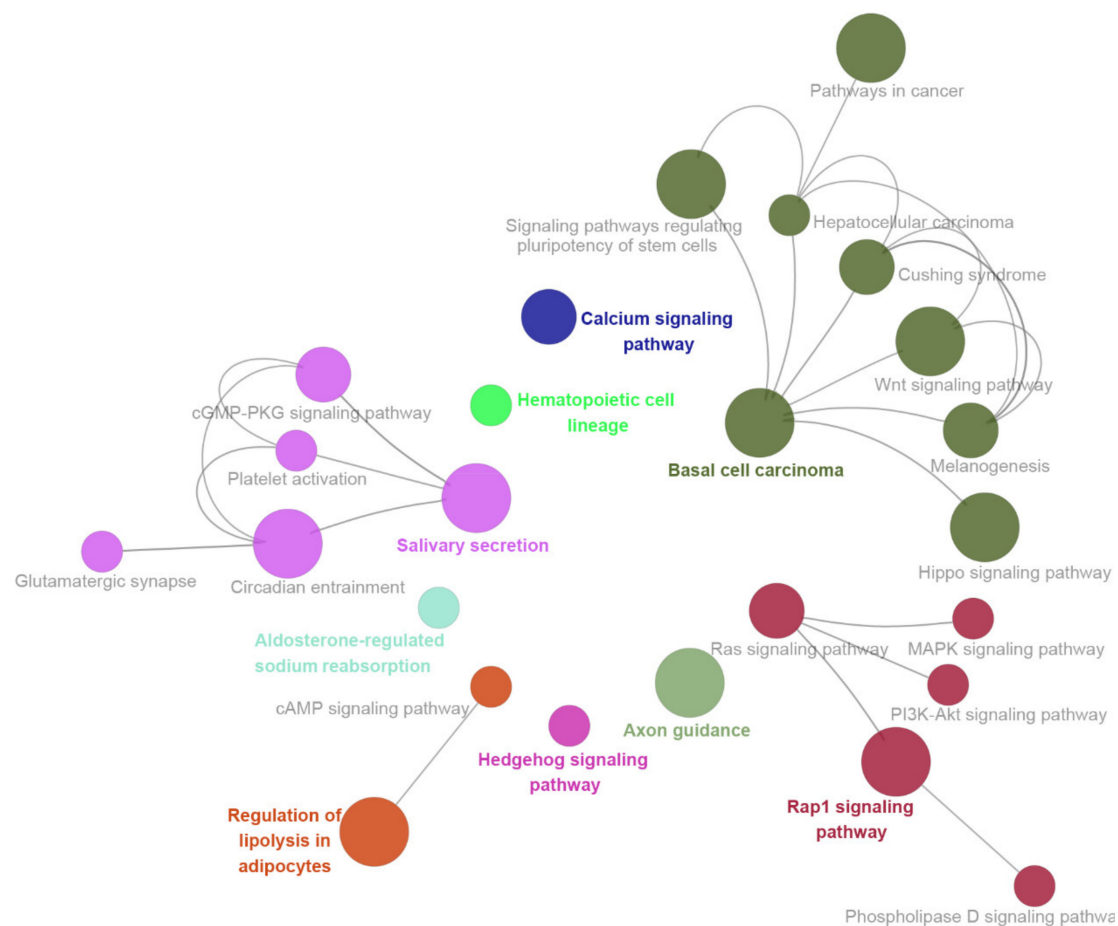 Pathways in cancer
Signaling pathways regulating
pluripotency of stem cells
Hepatocellular carcinoma
Cushing syndrome
Calcium signaling
pathway
Wnt signaling pathway
cGMP-PKG signaling pathway
Hematopoietic cell
lineage
Platelet activation
Basal cell carcinoma
Melanogenesis
Salivary secretion
Glutamatergic synapse
Circadian entrainment
Hippo signaling pathway
Aldosterone-regulated
sodium reabsorption
Ras signaling pathway
MAPK signaling pathway
cAMP signaling pathway
PI3K-Akt signaling pathway
Axon guidance
Hedgehog signaling
pathway
Regulation of
lipolysis in
adipocytes
Rap1 signaling
pathway
Phospholipase D signaling pathwa